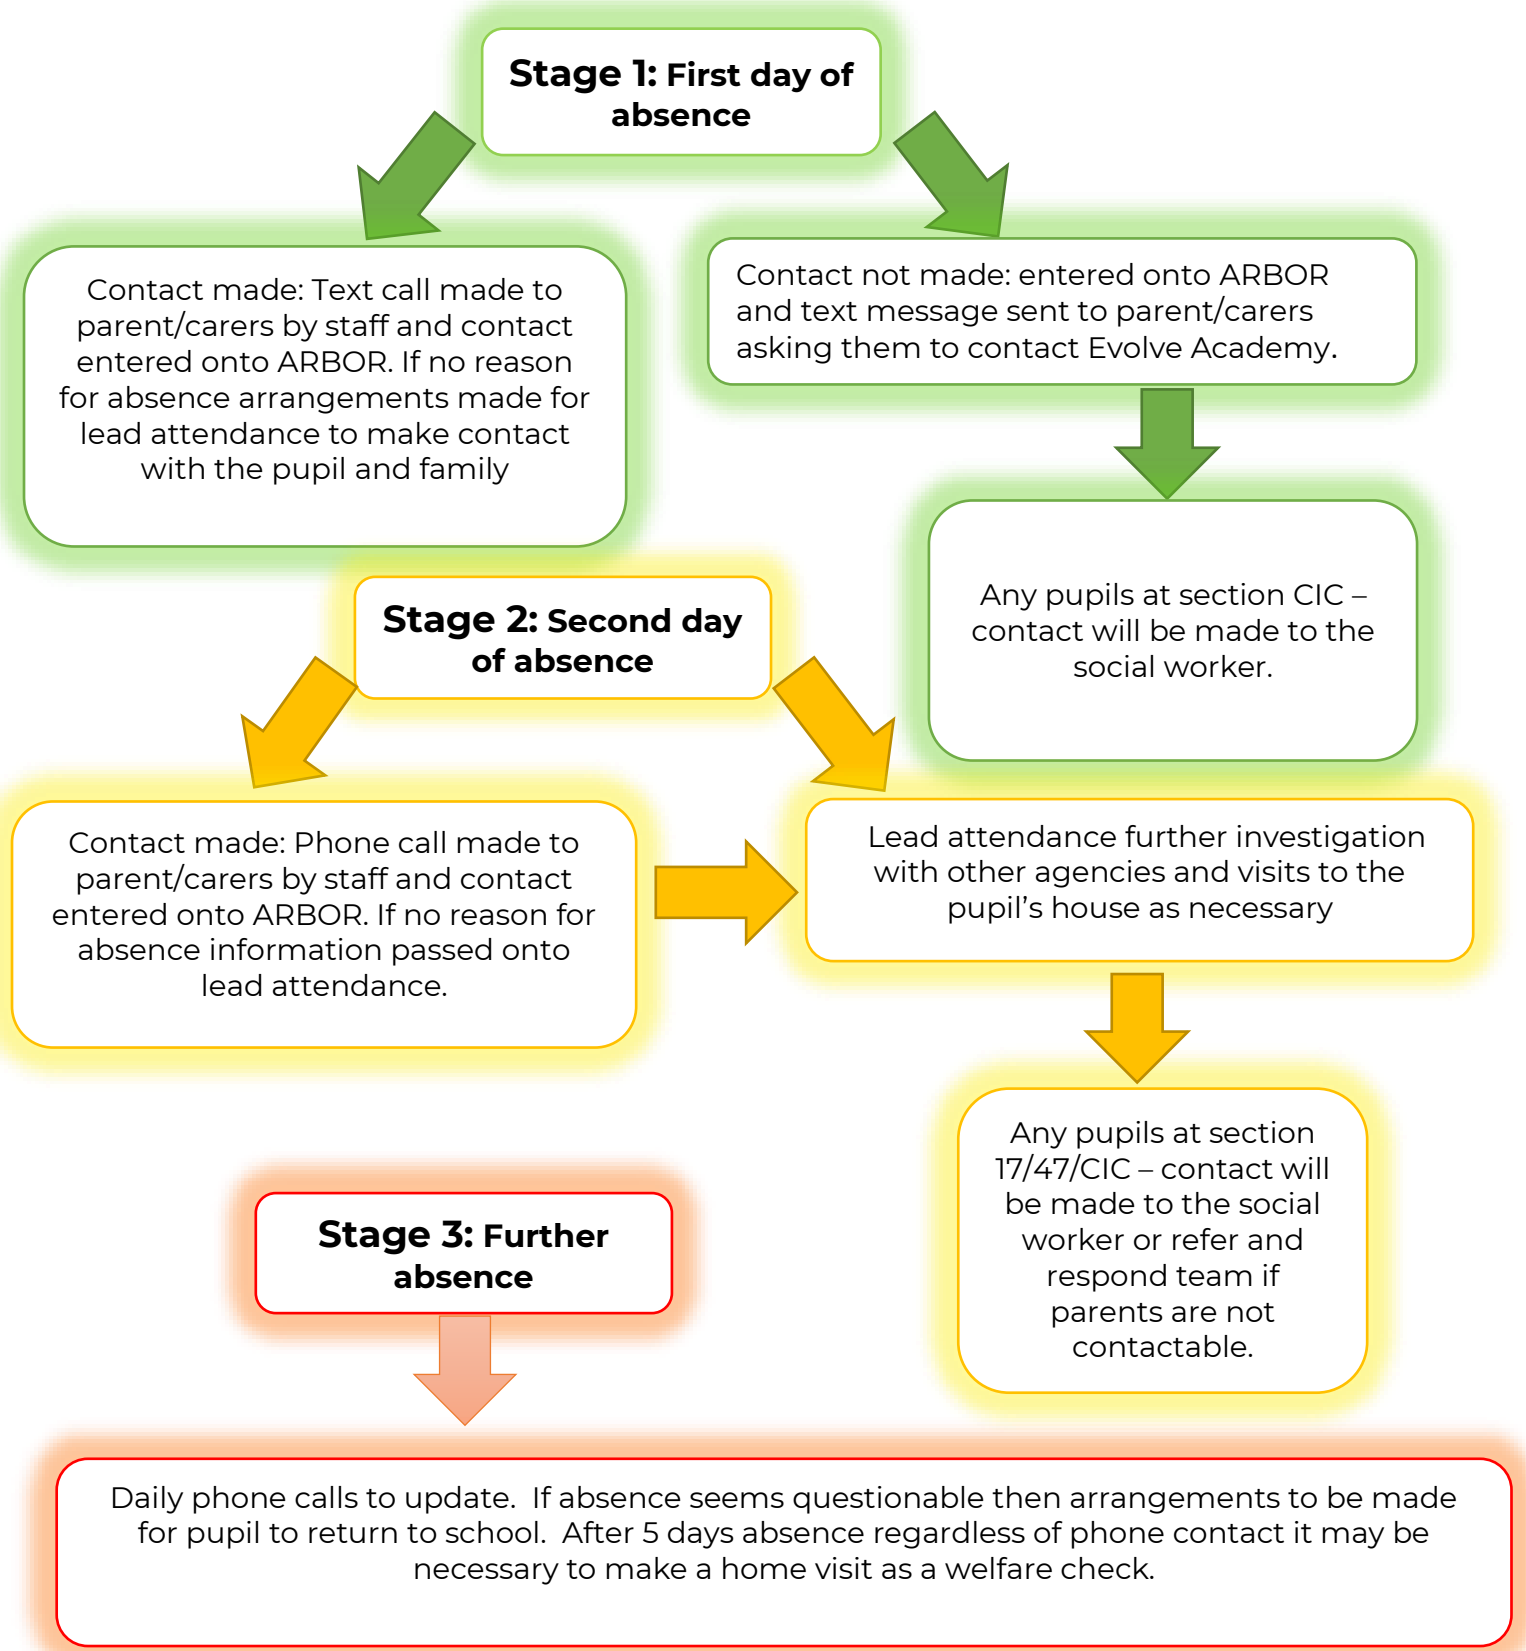 Stage 1: First day of
absence
Contact made: Text call made to
parent/carers by staff and contact
entered onto ARBOR. If no reason
for absence arrangements made for
lead attendance to make contact
with the pupil and family
Contact not made: entered onto ARBOR
and text message sent to parent/carers
asking them to contact Evolve Academy.
Any pupils at section CIC –
contact will be made to the
social worker.
Stage 2: Second day
of absence
Contact made: Phone call made to
parent/carers by staff and contact
entered onto ARBOR. If no reason for
absence information passed onto
lead attendance.
Lead attendance further investigation
with other agencies and visits to the
pupil’s house as necessary
Any pupils at section
17/47/CIC – contact will
be made to the social
worker or refer and
respond team if
parents are not
contactable.
Stage 3: Further
absence
Daily phone calls to update.  If absence seems questionable then arrangements to be made
for pupil to return to school.  After 5 days absence regardless of phone contact it may be
necessary to make a home visit as a welfare check.